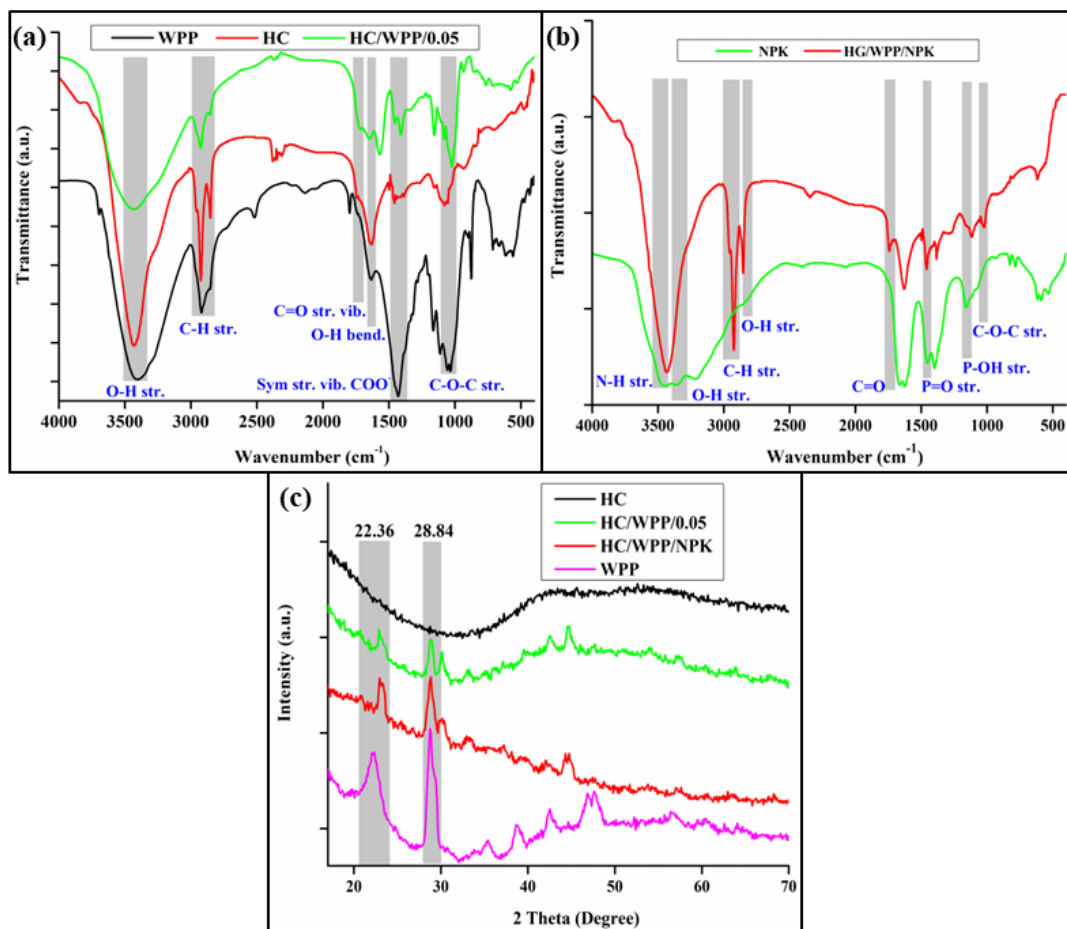 (a)
WPP HC HC/WPP/0.05
Transmittance (a.u.)
C=O str. vib.
O-H bend.
C-H str.
Sym str. vib. COO
C-O-C str.
O-H str.
4000 3500 3000 2500 2000 1500 1000 500
Wavenumber (cm-1)
(b)
NPK HG/WPP/NPK
Transmittance (a.u.)
O-H str.
C-O-C str.
C-H str.
P-OH str.
N-H str.
C=O
P=O str.
O-H str.
4000 3500 3000 2500 2000 1500 1000 500
Wavenumber (cm-1)
(c)
HC
HC/WPP/0.05
HC/WPP/NPK
WPP
22.36 28.84
Intensity (a.u.)
20 30 40 50 60 70
2 Theta (Degree)